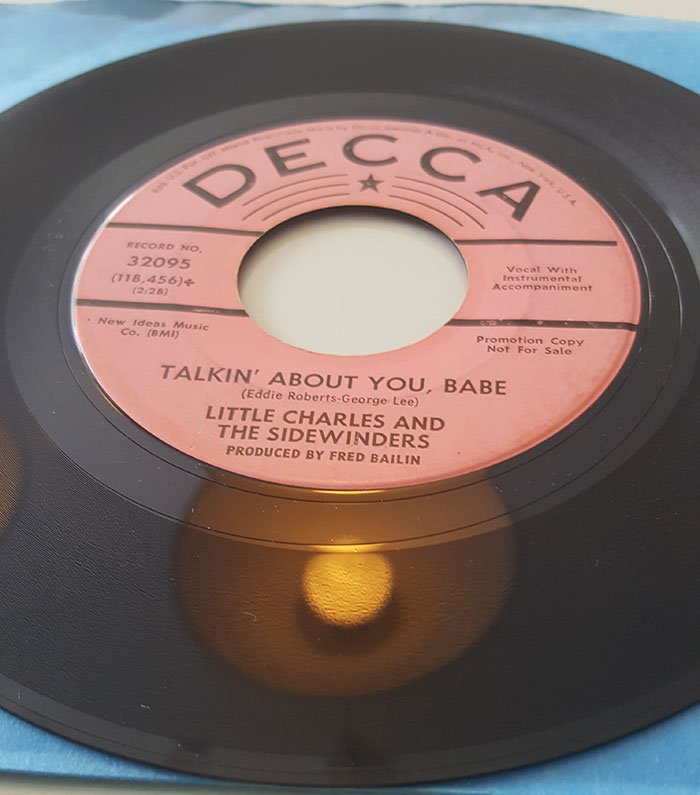 DECCA
RECORD NO.
32095
(118,456)+
(2:28)
Vocal With
Instrumental
Accompaniment
New Ideas Music
Co. (BMI)
Promotion Copy
Not For Sale
TALKIN' ABOUT YOU, BABE
(Eddie Roberts-George Lee)
LITTLE CHARLES AND
THE SIDEWINDERS
PRODUCED BY FRED BAILIN